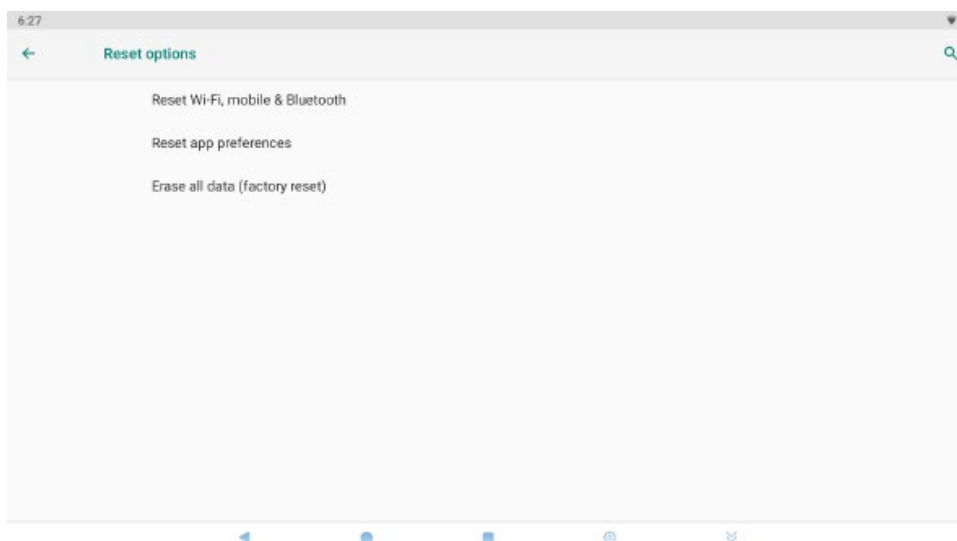 6:27
Reset options
Reset Wi-Fi, mobile & Bluetooth
Reset app preferences
Erase all data (factory reset)